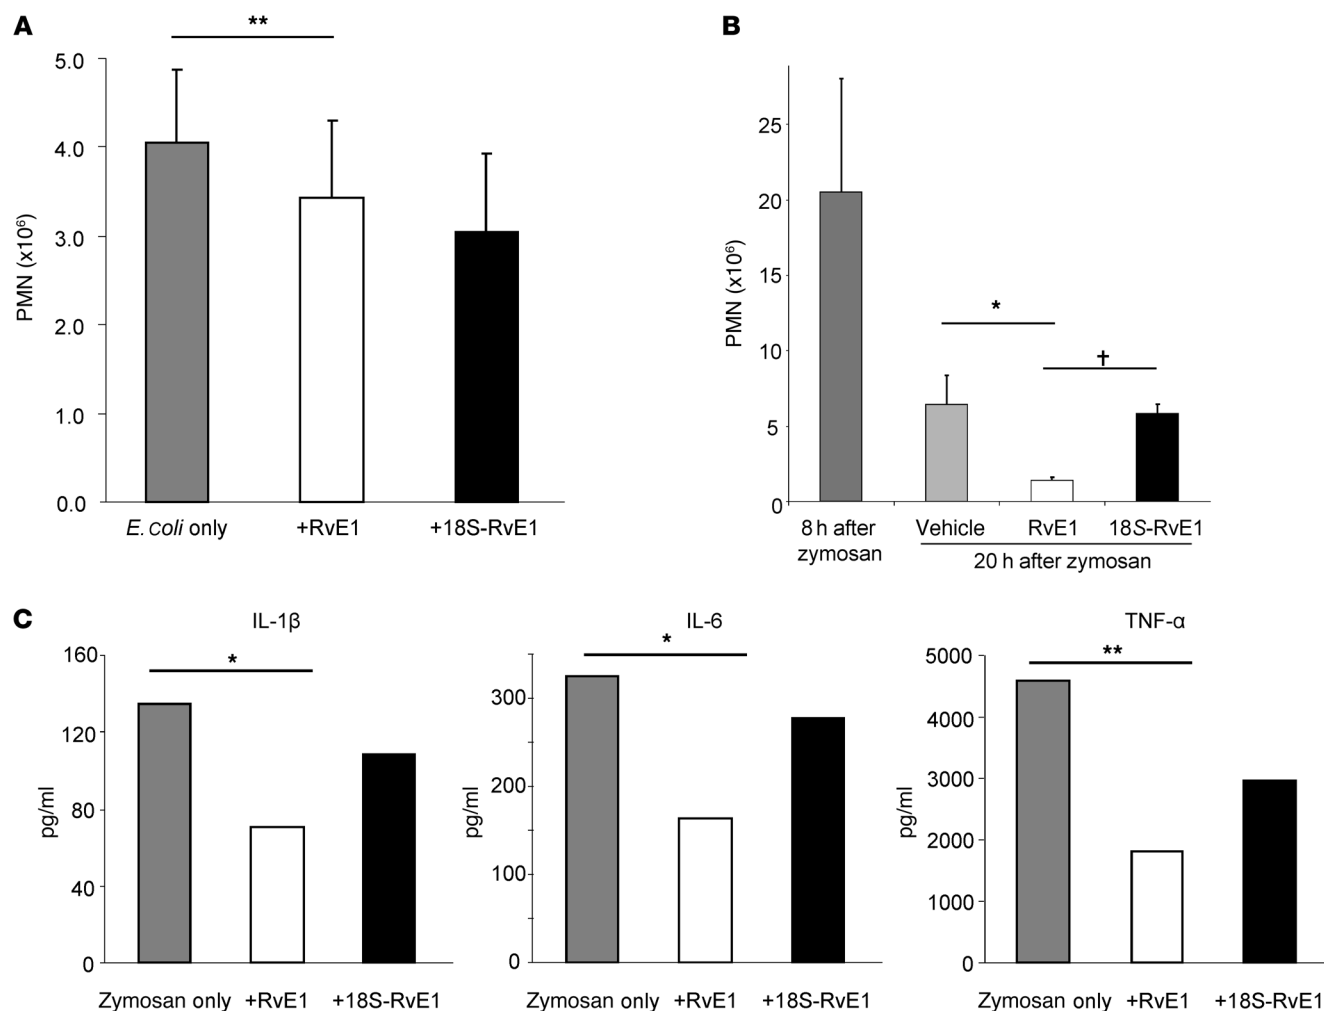 A
**
5.0
4.0
3.0
2.0
1.0
0.0
PMN (x10⁶)
E. coli only +RvE1 +18S-RvE1
B
25
20
15
10
5
0
PMN (x10⁶)
*
†
8 h after zymosan
Vehicle RvE1 18S-RvE1
20 h after zymosan
C
IL-1β
*
160
120
80
40
0
pg/ml
Zymosan only +RvE1 +18S-RvE1
IL-6
*
300
200
100
0
pg/ml
Zymosan only +RvE1 +18S-RvE1
TNF-α
**
5000
4000
3000
2000
1000
0
pg/ml
Zymosan only +RvE1 +18S-RvE1